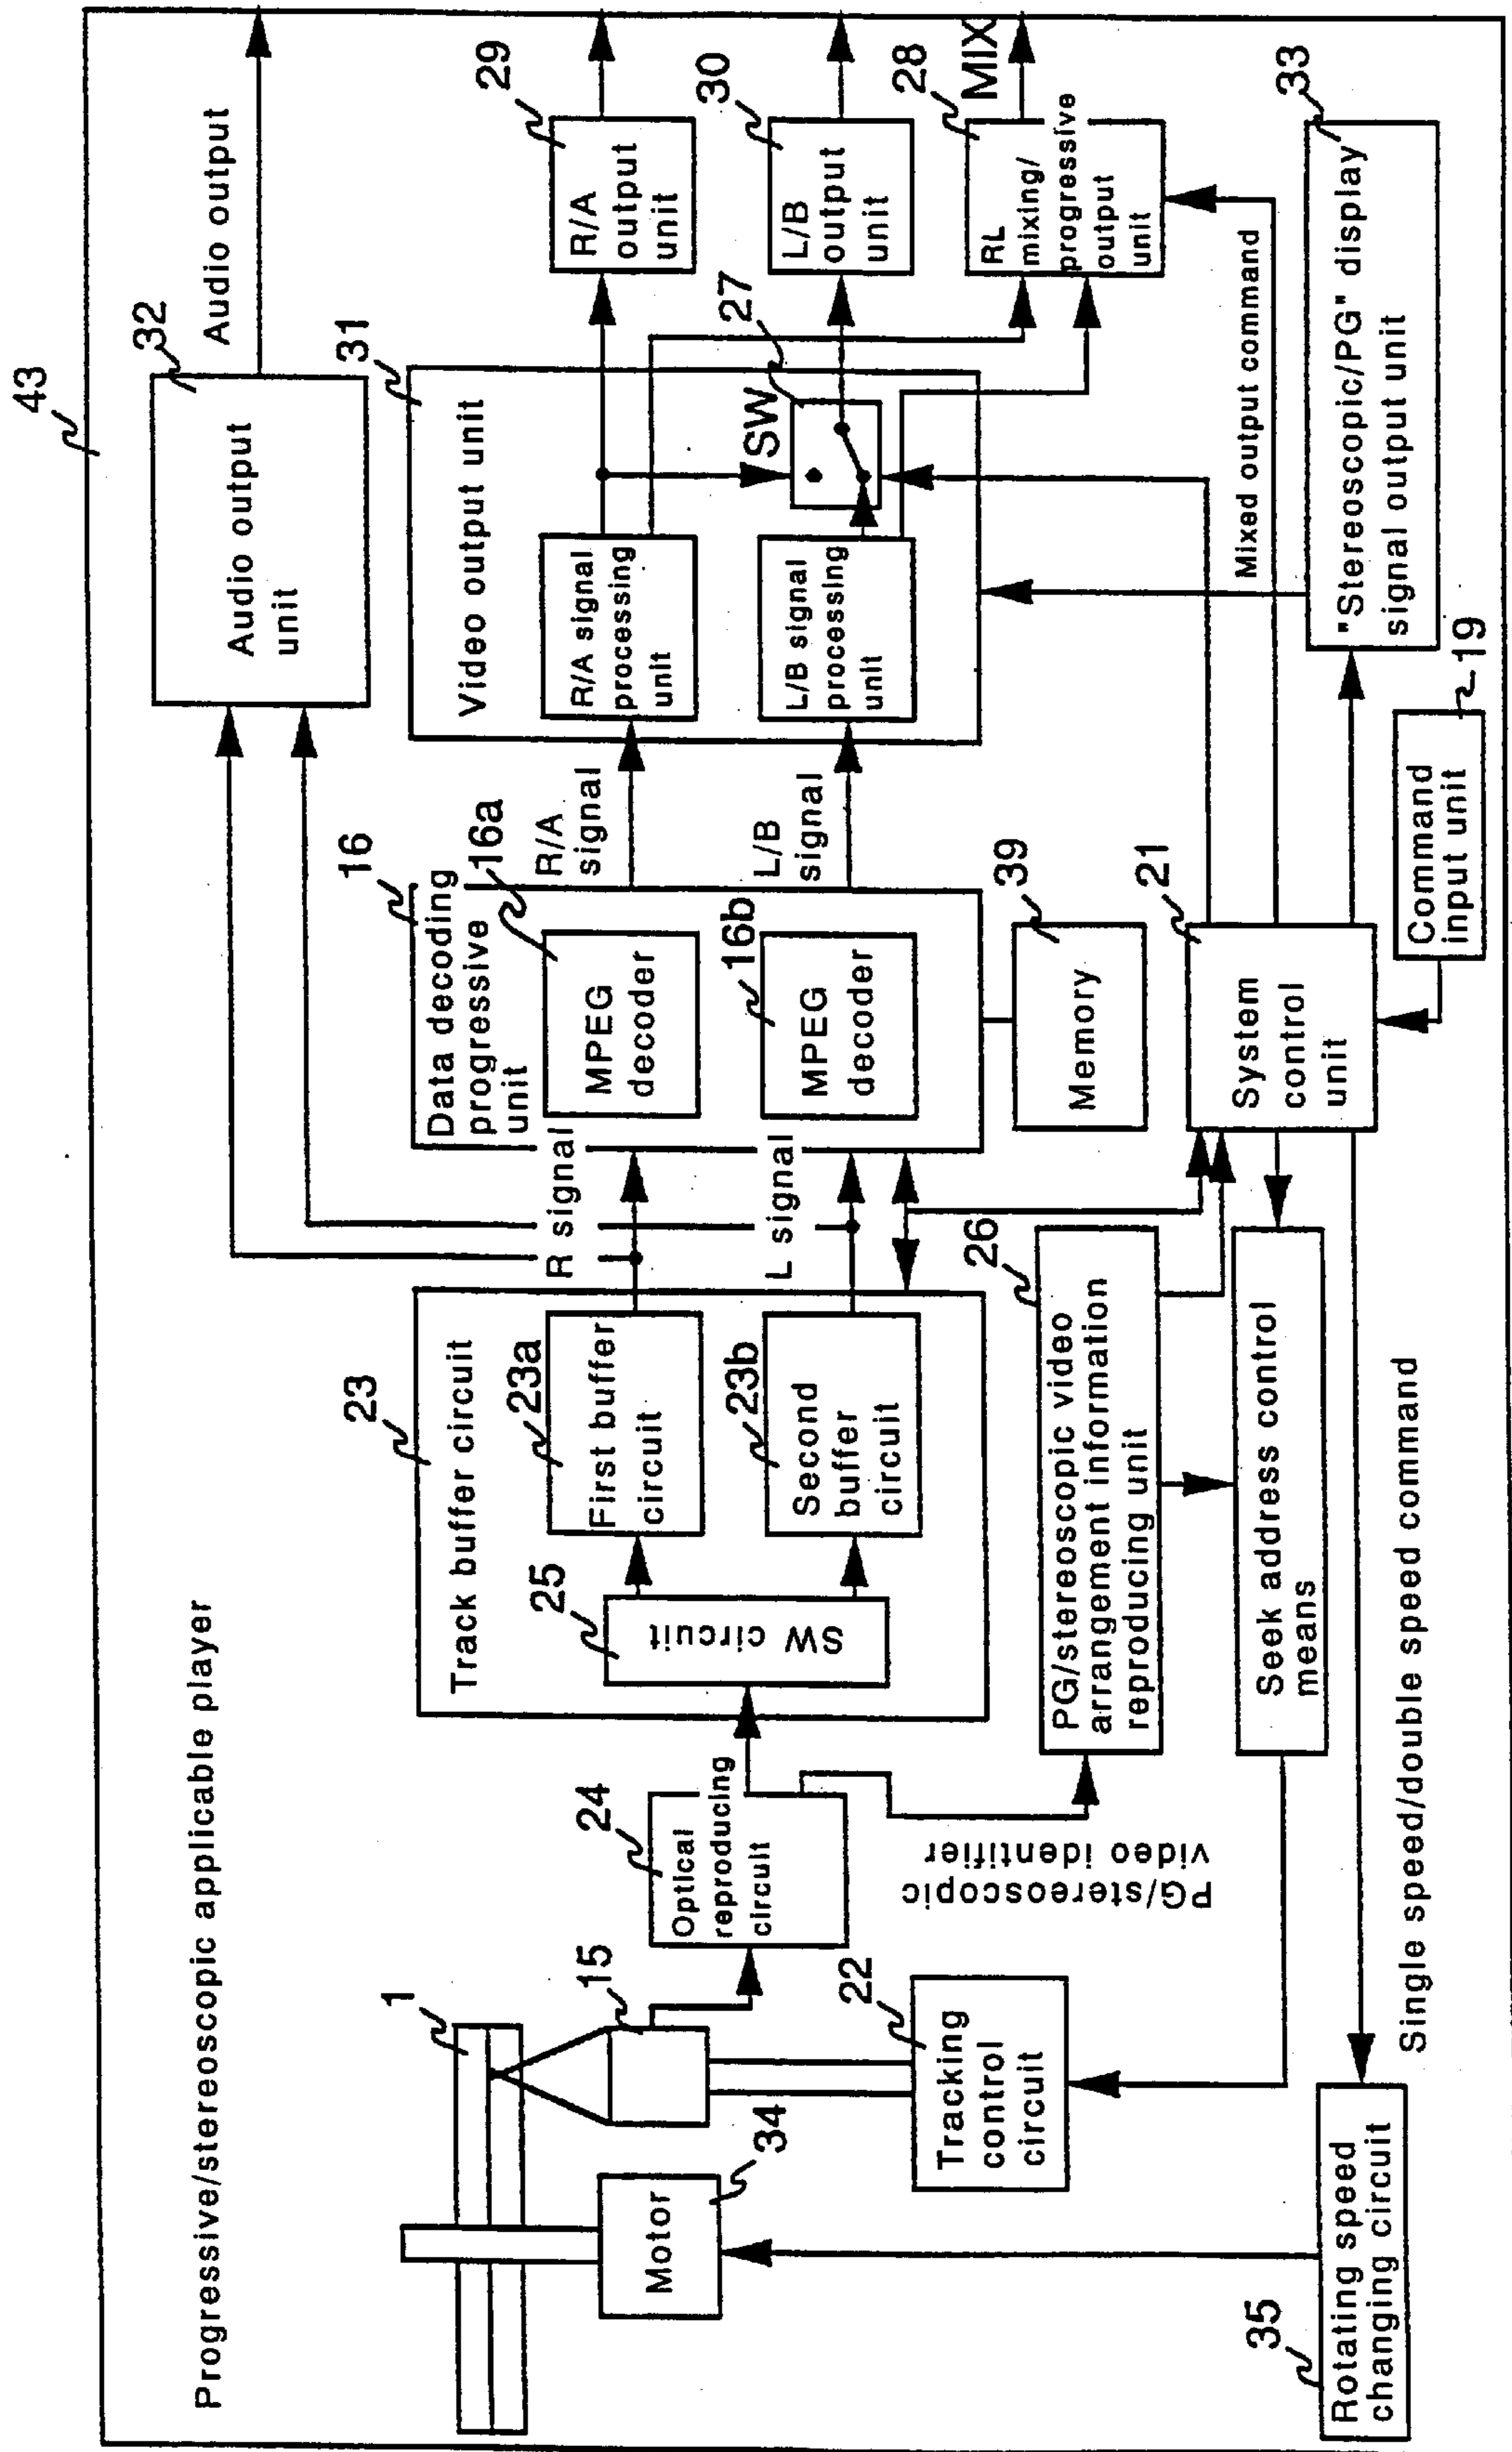 43
Progressive/stereoscopic applicable player
32
Audio output
unit
Audio output
31
Video output unit
R/A signal
processing
unit
L/B signal
processing
unit
SW
27
29
R/A
output
unit
30
L/B
output
unit
28
MIX
RL
mixing/
progressive
output
unit
Mixed output command
33
"Stereoscopic/PG" display
signal output unit
16
Data decoding
progressive
unit
16a
MPEG
decoder
16b
MPEG
decoder
R/A
signal
L/B
signal
39
Memory
21
System
control
unit
19
Command
input unit
R signal
L signal
23
Track buffer circuit
23a
First buffer
circuit
23b
Second
buffer
circuit
25
SW circuit
26
PG/stereoscopic video
arrangement information
reproducing unit
Seek address control
means
24
Optical
reproducing
circuit
PG/stereoscopic
video identifier
1
15
22
Tracking
control
circuit
34
Motor
35
Rotating speed
changing circuit
Single speed/double speed command